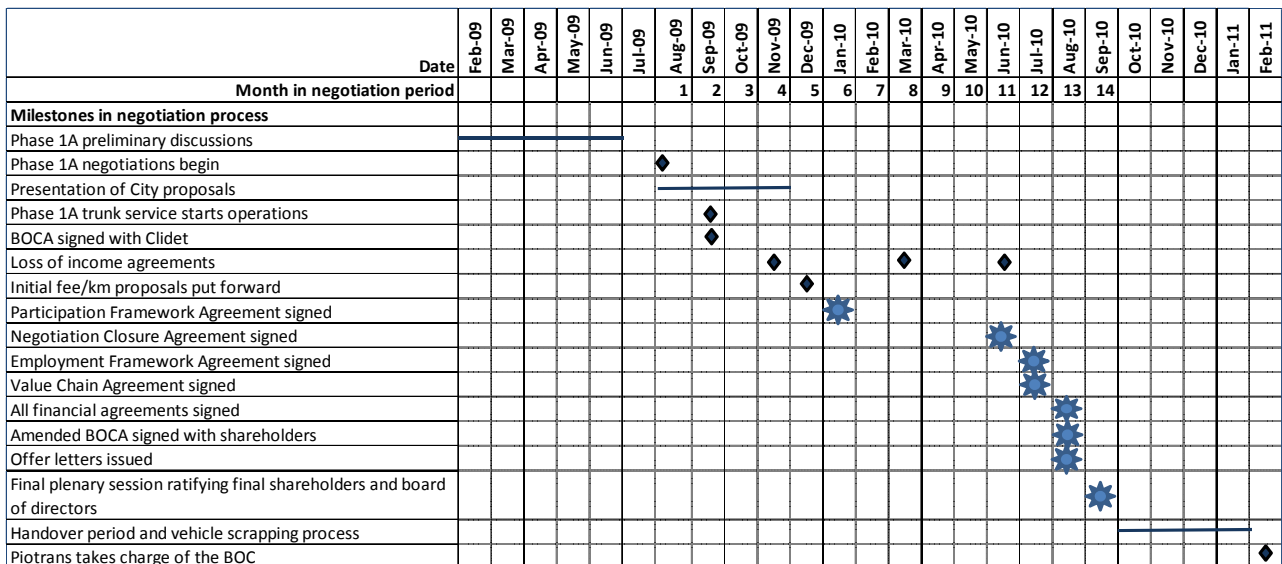 Date Feb-09 Mar-09 Apr-09 May-09 Jun-09 Jul-09 Aug-09 Sep-09 Oct-09 Nov-09 Dec-09 Jan-10 Feb-10 Mar-10 Apr-10 May-10 Jun-10 Jul-10 Aug-10 Sep-10 Oct-10 Nov-10 Dec-10 Jan-11 Feb-11
Month in negotiation period 1 2 3 4 5 6 7 8 9 10 11 12 13 14
Milestones in negotiation process
Phase 1A preliminary discussions
Phase 1A negotiations begin
Presentation of City proposals
Phase 1A trunk service starts operations
BOCA signed with Clidet
Loss of income agreements
Initial fee/km proposals put forward
Participation Framework Agreement signed
Negotiation Closure Agreement signed
Employment Framework Agreement signed
Value Chain Agreement signed
All financial agreements signed
Amended BOCA signed with shareholders
Offer letters issued
Final plenary session ratifying final shareholders and board
of directors
Handover period and vehicle scrapping process
Piotrans takes charge of the BOC